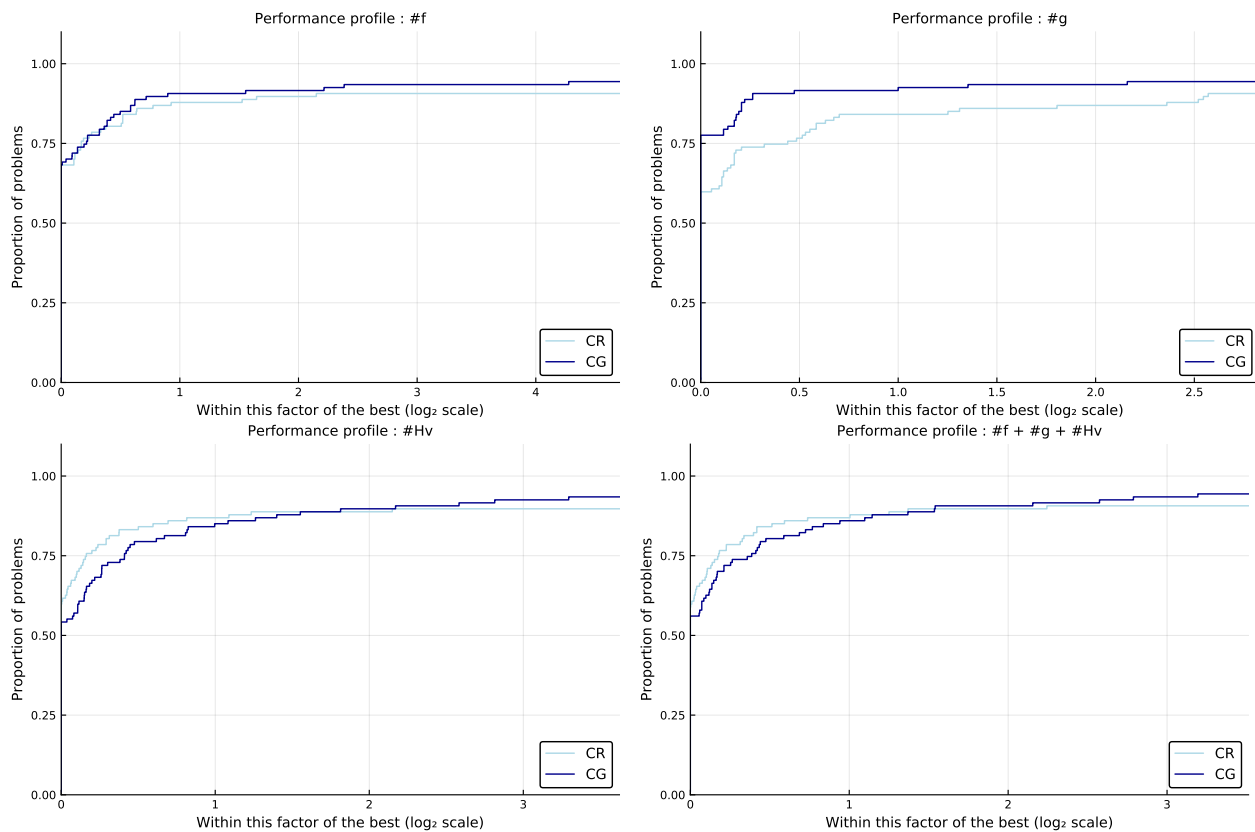 Performance profile : #f
1.00
0.75
0.50
0.25
0.00
Proportion of problems
0 1 2 3 4
Within this factor of the best (log₂ scale)
CR
CG
Performance profile : #g
1.00
0.75
0.50
0.25
0.00
Proportion of problems
0.0 0.5 1.0 1.5 2.0 2.5
Within this factor of the best (log₂ scale)
CR
CG
Performance profile : #Hv
1.00
0.75
0.50
0.25
0.00
Proportion of problems
0 1 2 3
Within this factor of the best (log₂ scale)
CR
CG
Performance profile : #f + #g + #Hv
1.00
0.75
0.50
0.25
0.00
Proportion of problems
0 1 2 3
Within this factor of the best (log₂ scale)
CR
CG